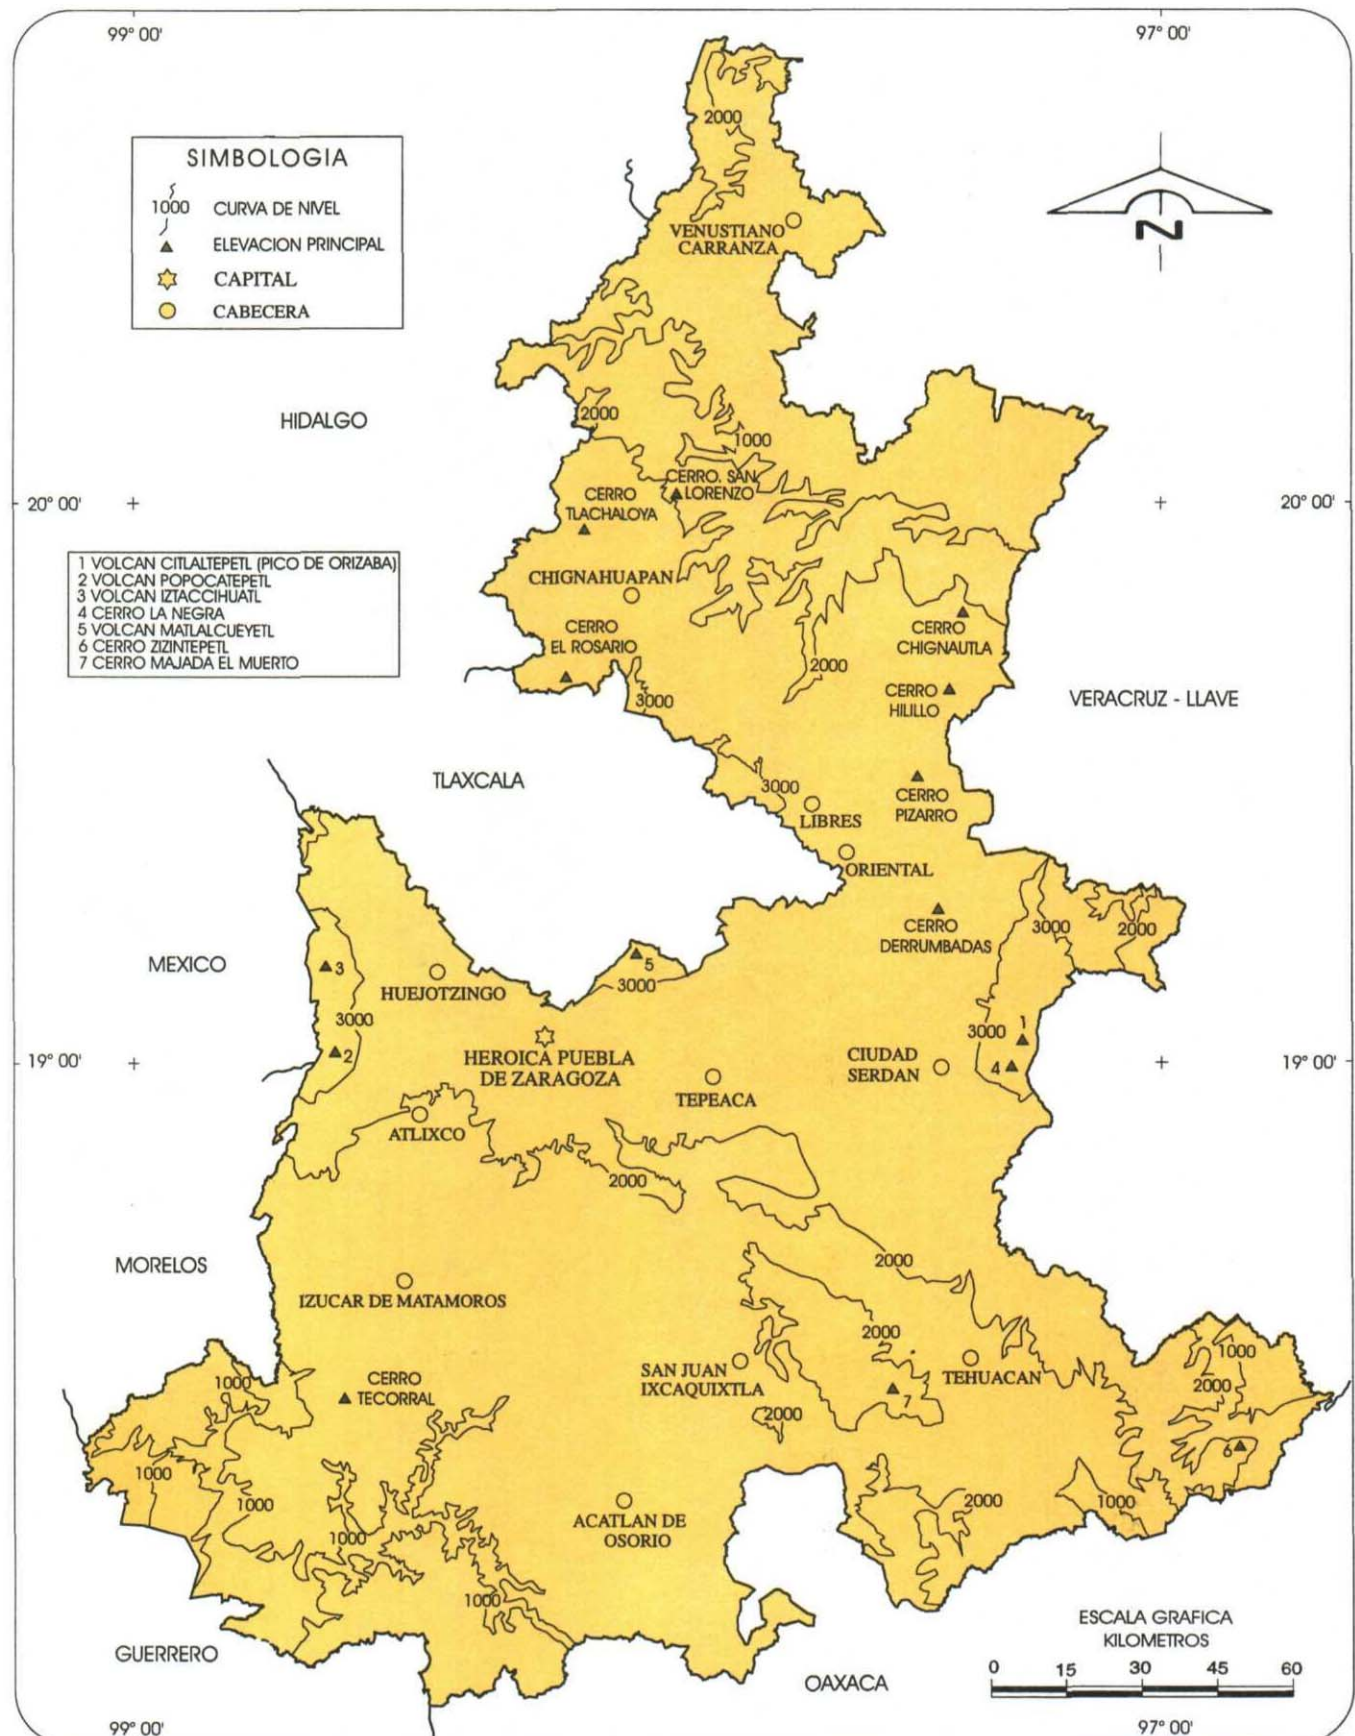 99° 00'
97° 00'
SIMBOLOGIA
1000 CURVA DE NIVEL
ELEVACION PRINCIPAL
CAPITAL
CABECERA
N
2000
VENUSTIANO
CARRANZA
HIDALGO
2000
1000
CERRO. SAN
LORENZO
CERRO
TLACHALOYA
20° 00'
20° 00'
1 VOLCAN CITLALTEPETL (PICO DE ORIZABA)
2 VOLCAN POPOCATEPETL
3 VOLCAN IZTACCIHUATL
4 CERRO LA NEGRA
5 VOLCAN MATLALCUEYETL
6 CERRO ZIZINTEPETL
7 CERRO MAJADA EL MUERTO
CHIGNAHUAPAN
CERRO
EL ROSARIO
CERRO
CHIGNAUTLA
2000
3000
CERRO
HILILLO
VERACRUZ - LLAVE
TLAXCALA
3000
LIBRES
CERRO
PIZARRO
ORIENTAL
CERRO
DERRUMBADAS
3000
2000
MEXICO
3
HUEJOTZINGO
5
3000
3000
2
HEROICA PUEBLA
DE ZARAGOZA
3000
1
4
CIUDAD
SERDAN
19° 00'
19° 00'
TEPEACA
ATLIXCO
2000
2000
MORELOS
IZUCAR DE MATAMOROS
2000
SAN JUAN
IXCAQUIXTLA
TEHUACAN
1000
2000
1000
CERRO
TECORRAL
7
2000
6
1000
1000
1000
2000
1000
ACATLAN DE
OSORIO
1000
GUERRERO
OAXACA
ESCALA GRAFICA
KILOMETROS
0 15 30 45 60
99° 00'
97° 00'